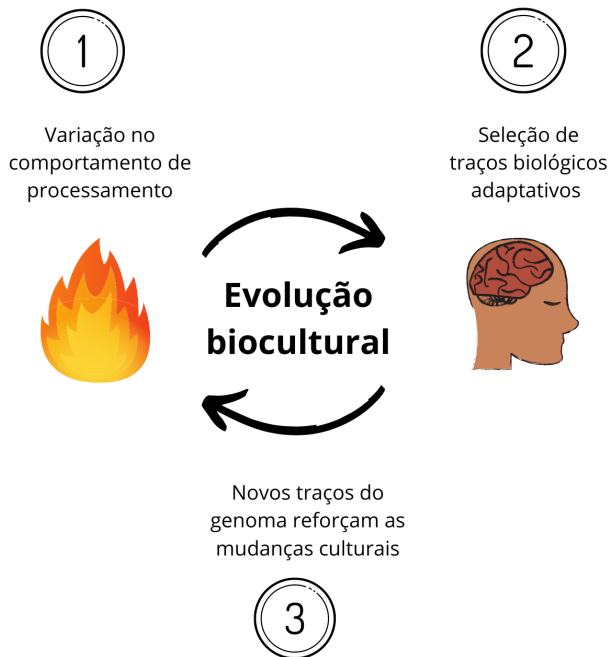 1
Variação no
comportamento de
processamento
2
Seleção de
traços biológicos
adaptativos
Evolução
biocultural
Novos traços do
genoma reforçam as
mudanças culturais
3